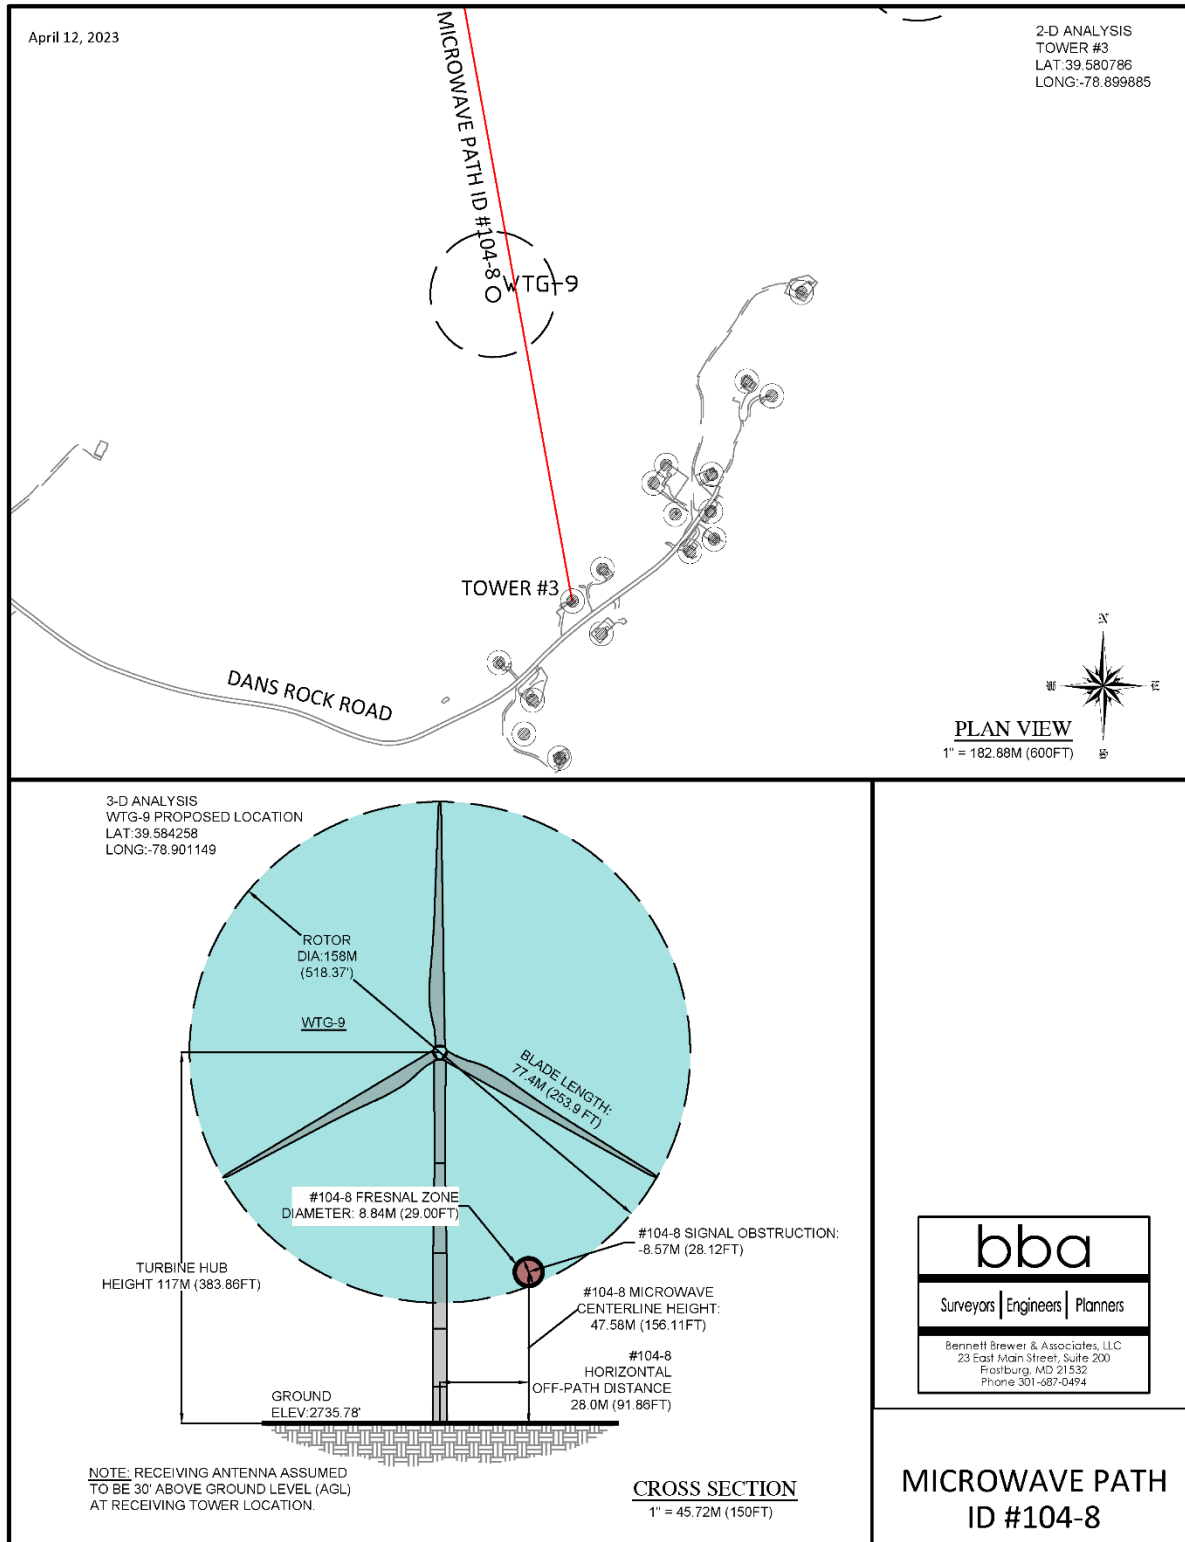 April 12, 2023
2-D ANALYSIS
TOWER #3
LAT:39.580786
LONG:-78.899885
MICROWAVE PATH ID #104-8
WTG-9
TOWER #3
DANS ROCK ROAD
N
W
E
S
PLAN VIEW
1" = 182.88M (600FT)
3-D ANALYSIS
WTG-9 PROPOSED LOCATION
LAT:39.584258
LONG:-78.901149
ROTOR
DIA:158M
(518.37')
WTG-9
BLADE LENGTH:
77.4M (253.9 FT)
#104-8 FRESNAL ZONE
DIAMETER: 8.84M (29.00FT)
#104-8 SIGNAL OBSTRUCTION:
-8.57M (28.12FT)
TURBINE HUB
HEIGHT 117M (383.86FT)
#104-8 MICROWAVE
CENTERLINE HEIGHT:
47.58M (156.11FT)
#104-8
HORIZONTAL
OFF-PATH DISTANCE
28.0M (91.86FT)
GROUND
ELEV:2735.78'
NOTE: RECEIVING ANTENNA ASSUMED
TO BE 30' ABOVE GROUND LEVEL (AGL)
AT RECEIVING TOWER LOCATION.
CROSS SECTION
1" = 45.72M (150FT)
bba
Surveyors | Engineers | Planners
Bennett Brewer & Associates, LLC
23 East Main Street, Suite 200
Frostburg, MD 21532
Phone 301-687-0494
MICROWAVE PATH
ID #104-8